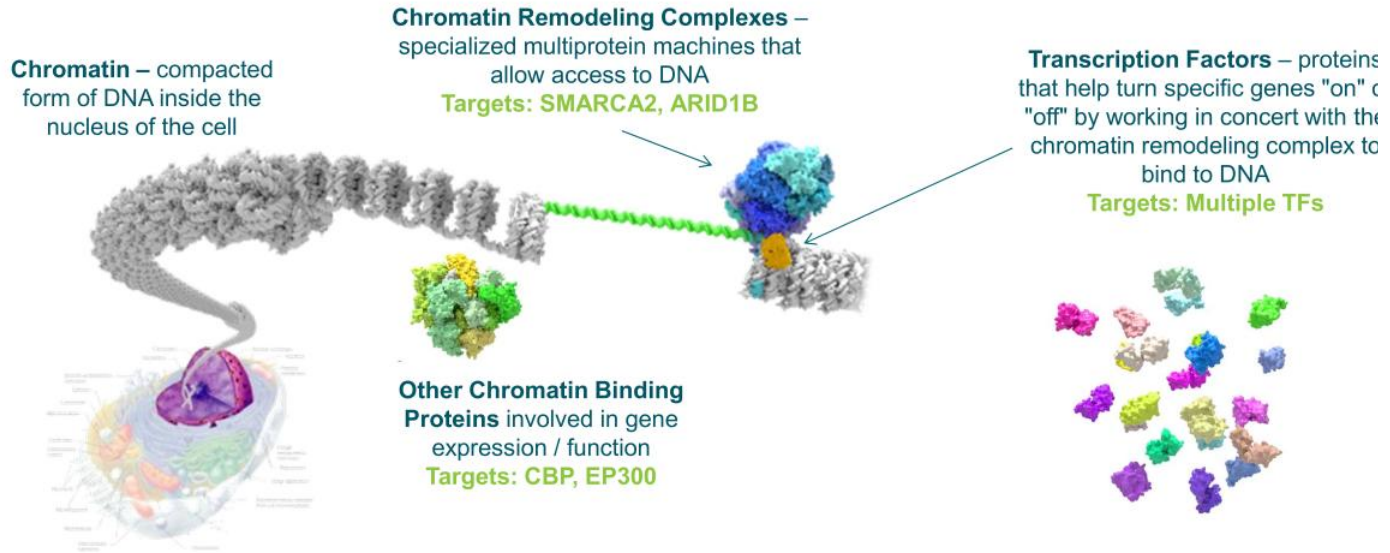 Chromatin Remodeling Complexes –
specialized multiprotein machines that
allow access to DNA
Targets: SMARCA2, ARID1B
Chromatin – compacted
form of DNA inside the
nucleus of the cell
Transcription Factors – proteins
that help turn specific genes "on" o
"off" by working in concert with the
chromatin remodeling complex to
bind to DNA
Targets: Multiple TFs
Other Chromatin Binding
Proteins involved in gene
expression / function
Targets: CBP, EP300